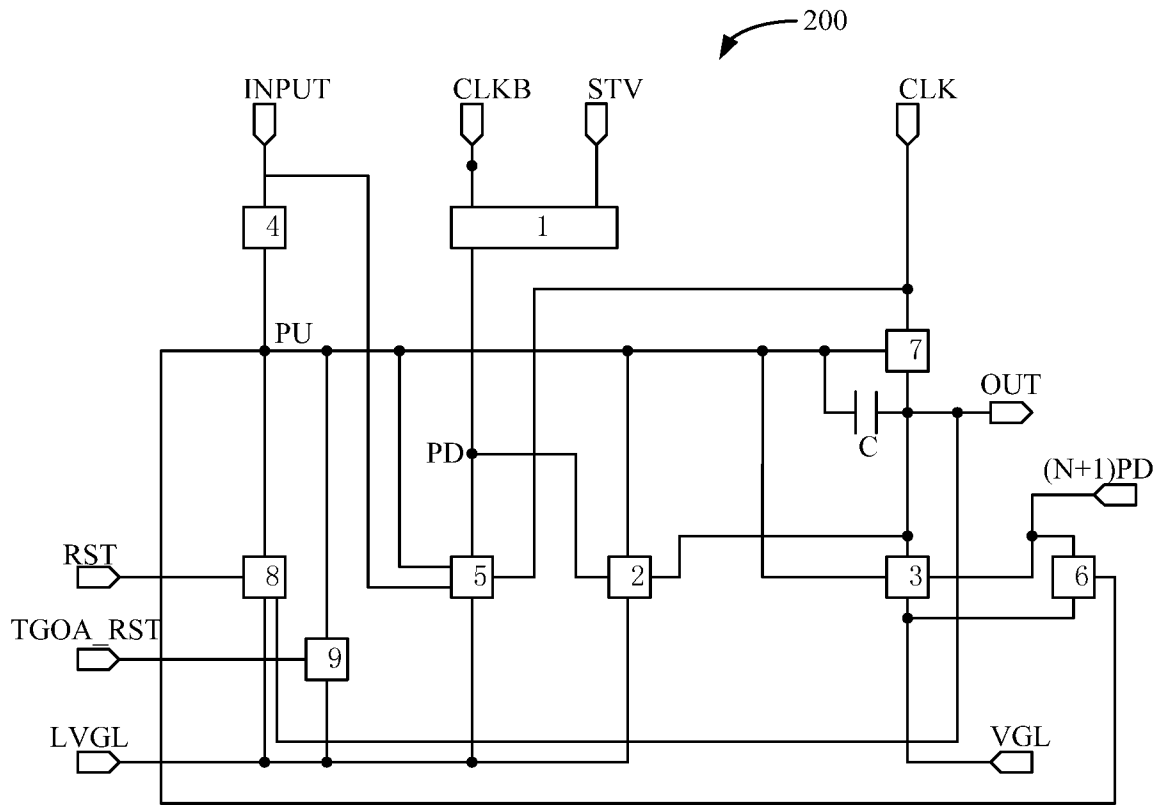 200
INPUT
CLKB
STV
CLK
4
1
PU
7
OUT
C
PD
(N+1)PD
RST
8
5
2
3
6
TGOA_RST
9
LVGL
VGL